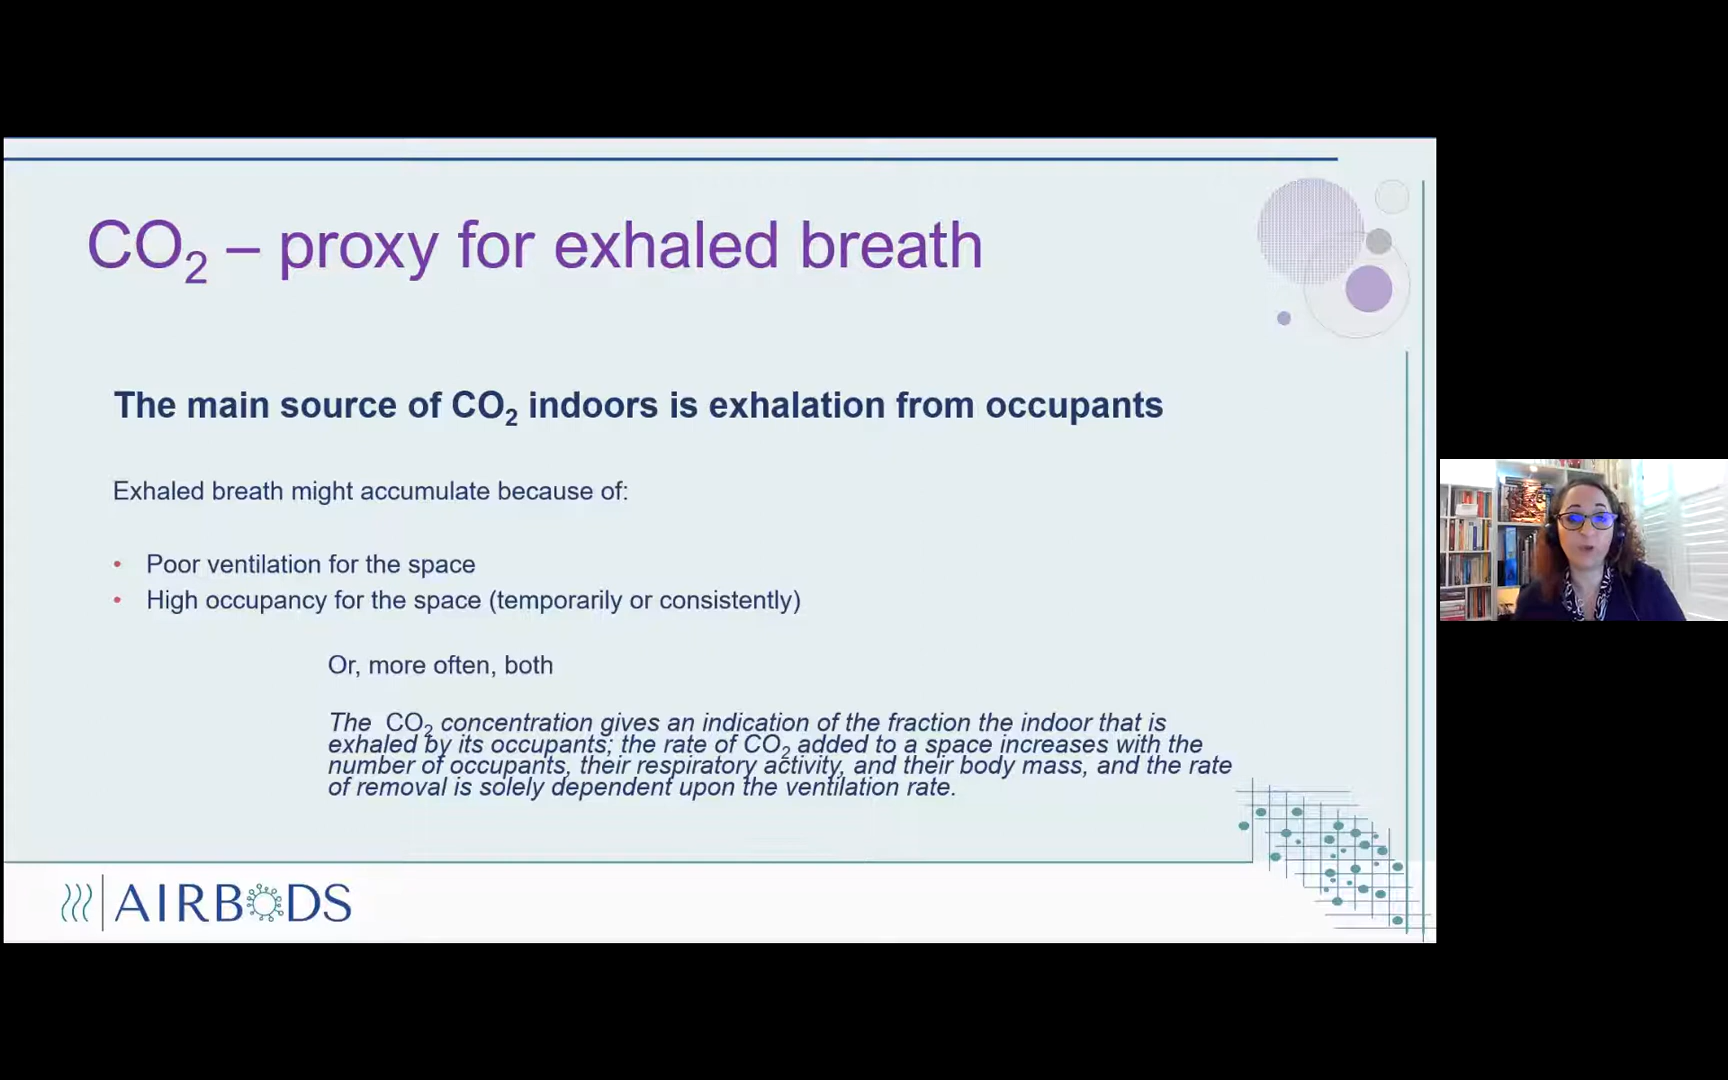 CO₂ – proxy for exhaled breath
The main source of CO₂ indoors is exhalation from occupants
Exhaled breath might accumulate because of:
• Poor ventilation for the space
• High occupancy for the space (temporarily or consistently)
Or, more often, both
The CO₂ concentration gives an indication of the fraction the indoor that is
exhaled by its occupants; the rate of CO₂ added to a space increases with the
number of occupants, their respiratory activity, and their body mass, and the rate
of removal is solely dependent upon the ventilation rate.
AIRBODS